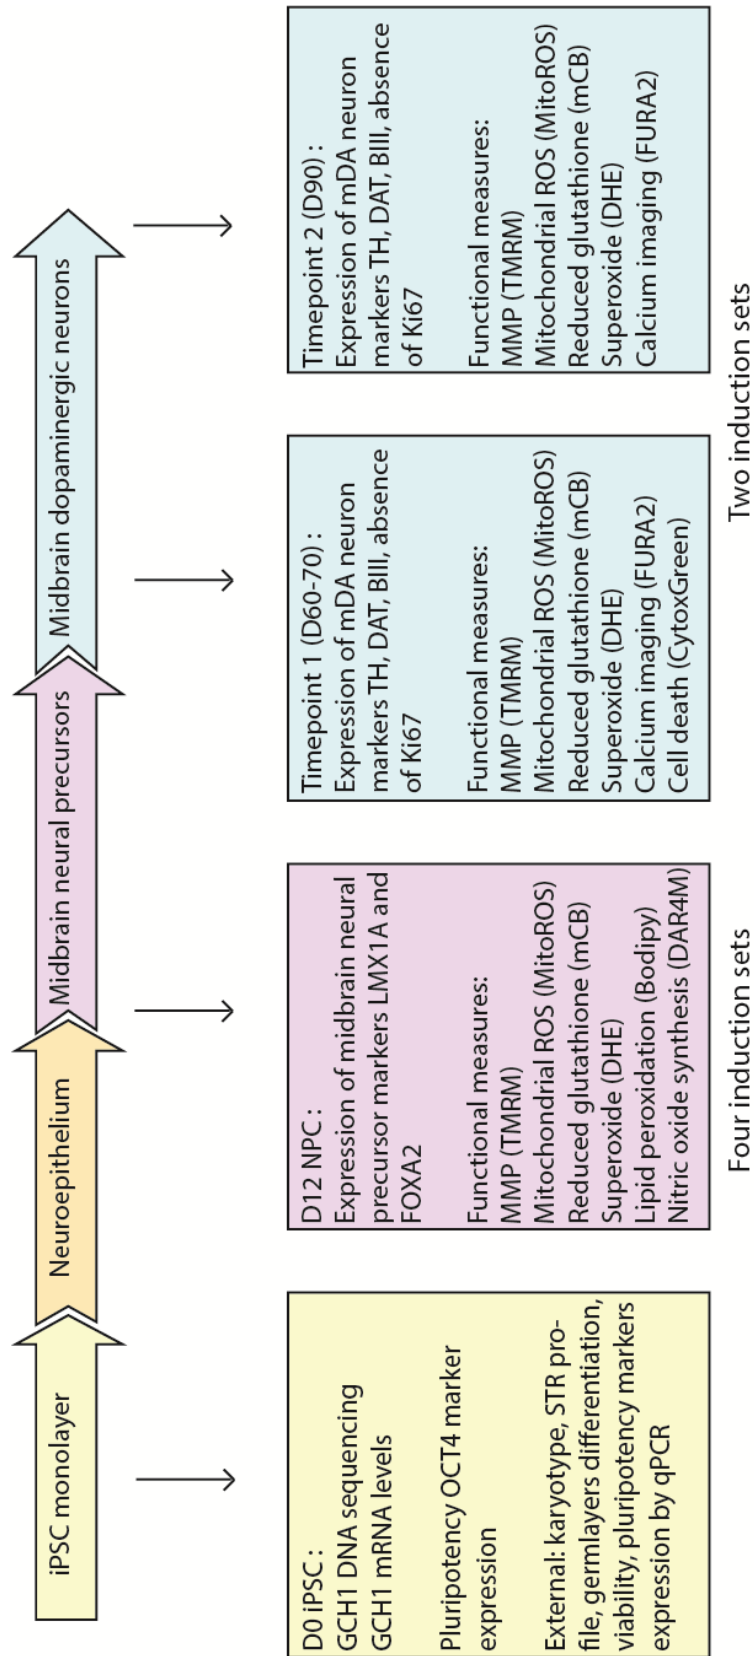 iPSC monolayer
Neuroepithelium
Midbrain neural precursors
Midbrain dopaminergic neurons
D0 iPSC :
GCH1 DNA sequencing
GCH1 mRNA levels
Pluripotency OCT4 marker
expression
External: karyotype, STR pro-
file, germlayers differentiation,
viability, pluripotency markers
expression by qPCR
D12 NPC :
Expression of midbrain neural
precursor markers LMX1A and
FOXA2
Functional measures:
MMP (TMRM)
Mitochondrial ROS (MitoROS)
Reduced glutathione (mCB)
Superoxide (DHE)
Lipid peroxidation (Bodipy)
Nitric oxide synthesis (DAR4M)
Timepoint 1 (D60-70) :
Expression of mDA neuron
markers TH, DAT, BIII, absence
of Ki67
Functional measures:
MMP (TMRM)
Mitochondrial ROS (MitoROS)
Reduced glutathione (mCB)
Superoxide (DHE)
Calcium imaging (FURA2)
Cell death (CytoxGreen)
Timepoint 2 (D90) :
Expression of mDA neuron
markers TH, DAT, BIII, absence
of Ki67
Functional measures:
MMP (TMRM)
Mitochondrial ROS (MitoROS)
Reduced glutathione (mCB)
Superoxide (DHE)
Calcium imaging (FURA2)
Four induction sets
Two induction sets